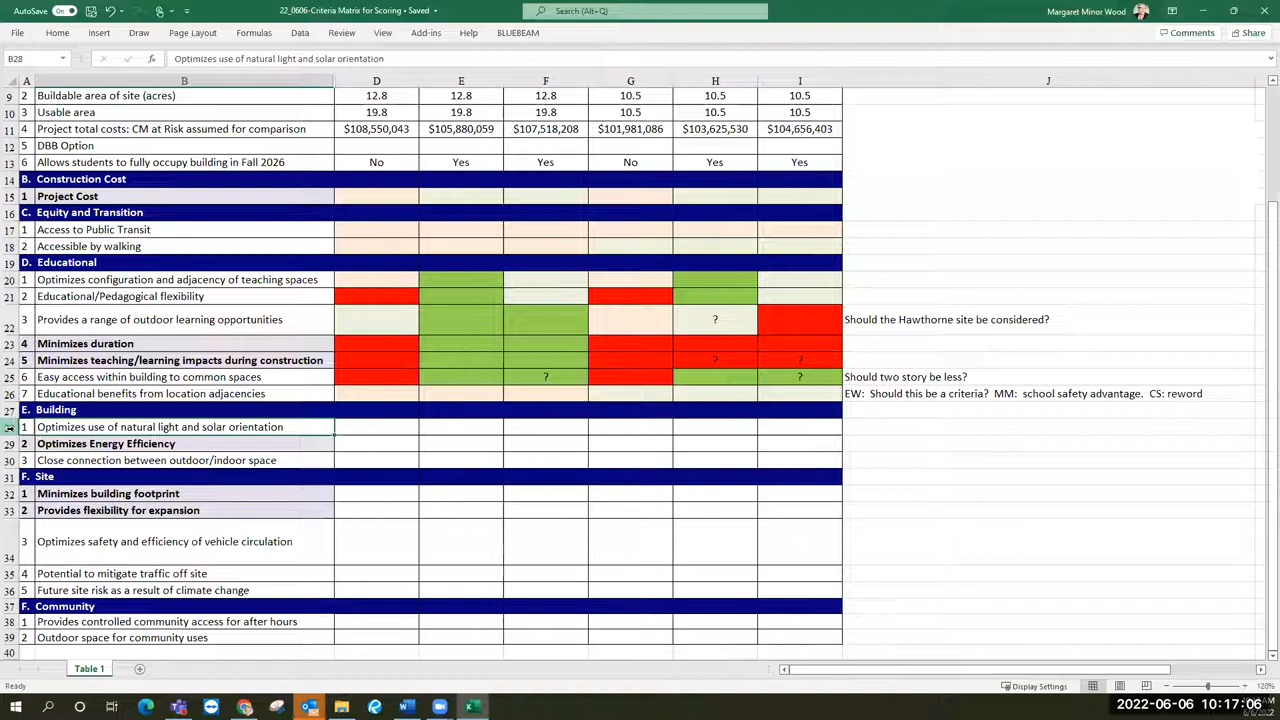 AutoSave On 22_0606-Criteria Matrix for Scoring • Saved Search (Alt+Q) Margaret Minor Wood
File Home Insert Draw Page Layout Formulas Data Review View Add-ins Help BLUEBEAM Comments Share
B28 fx Optimizes use of natural light and solar orientation
A B D E F G H I J
9 2 Buildable area of site (acres) 12.8 12.8 12.8 10.5 10.5 10.5
10 3 Usable area 19.8 19.8 19.8 10.5 10.5 10.5
11 4 Project total costs: CM at Risk assumed for comparison $108,550,043 $105,880,059 $107,518,208 $101,981,086 $103,625,530 $104,656,403
12 5 DBB Option
13 6 Allows students to fully occupy building in Fall 2026 No Yes Yes No Yes Yes
14 B. Construction Cost
15 1 Project Cost
16 C. Equity and Transition
17 1 Access to Public Transit
18 2 Accessible by walking
19 D. Educational
20 1 Optimizes configuration and adjacency of teaching spaces
21 2 Educational/Pedagogical flexibility
22 3 Provides a range of outdoor learning opportunities ? Should the Hawthorne site be considered?
23 4 Minimizes duration
24 5 Minimizes teaching/learning impacts during construction ? ?
25 6 Easy access within building to common spaces ? ? Should two story be less?
26 7 Educational benefits from location adjacencies EW: Should this be a criteria? MM: school safety advantage. CS: reword
27 E. Building
1 Optimizes use of natural light and solar orientation
29 2 Optimizes Energy Efficiency
30 3 Close connection between outdoor/indoor space
31 F. Site
32 1 Minimizes building footprint
33 2 Provides flexibility for expansion
34 3 Optimizes safety and efficiency of vehicle circulation
35 4 Potential to mitigate traffic off site
36 5 Future site risk as a result of climate change
37 F. Community
38 1 Provides controlled community access for after hours
39 2 Outdoor space for community uses
40
Table 1
Ready Display Settings 120%
2022-06-06 10:17:06